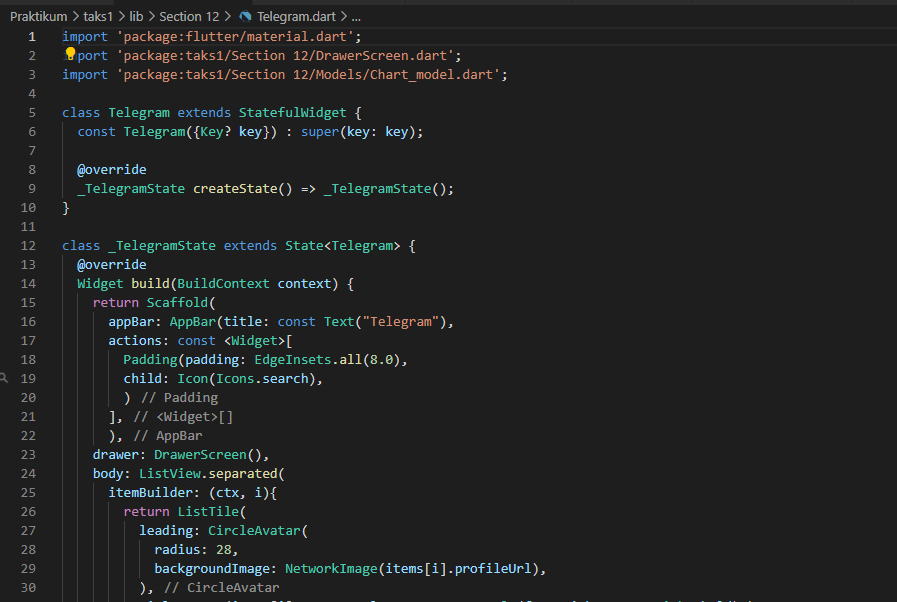 Praktikum > taks1 > lib > Section 12 > Telegram.dart > ...
1 import 'package:flutter/material.dart';
2 port 'package:taks1/Section 12/DrawerScreen.dart';
3 import 'package:taks1/Section 12/Models/Chart_model.dart';
4
5 class Telegram extends StatefulWidget {
6 const Telegram({Key? key}) : super(key: key);
7
8 @override
9 _TelegramState createState() => _TelegramState();
10 }
11
12 class _TelegramState extends State<Telegram> {
13 @override
14 Widget build(BuildContext context) {
15 return Scaffold(
16 appBar: AppBar(title: const Text("Telegram"),
17 actions: const <Widget>[
18 Padding(padding: EdgeInsets.all(8.0),
19 child: Icon(Icons.search),
20 ) // Padding
21 ], // <Widget>[]
22 ), // AppBar
23 drawer: DrawerScreen(),
24 body: ListView.separated(
25 itemBuilder: (ctx, i){
26 return ListTile(
27 leading: CircleAvatar(
28 radius: 28,
29 backgroundImage: NetworkImage(items[i].profileUrl),
30 ), // CircleAvatar